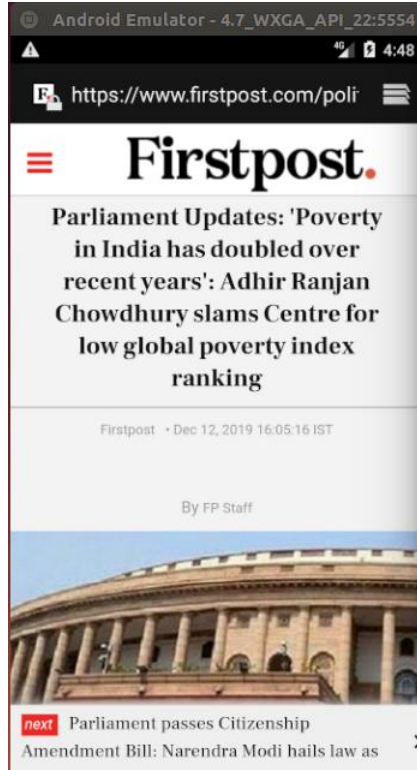 Android Emulator - 4.7_WXGA_API_22:5554
4G 4:48
https://www.firstpost.com/poli
Firstpost.
Parliament Updates: 'Poverty
in India has doubled over
recent years': Adhir Ranjan
Chowdhury slams Centre for
low global poverty index
ranking
Firstpost • Dec 12, 2019 16:05:16 IST
By FP Staff
next Parliament passes Citizenship
Amendment Bill: Narendra Modi hails law as